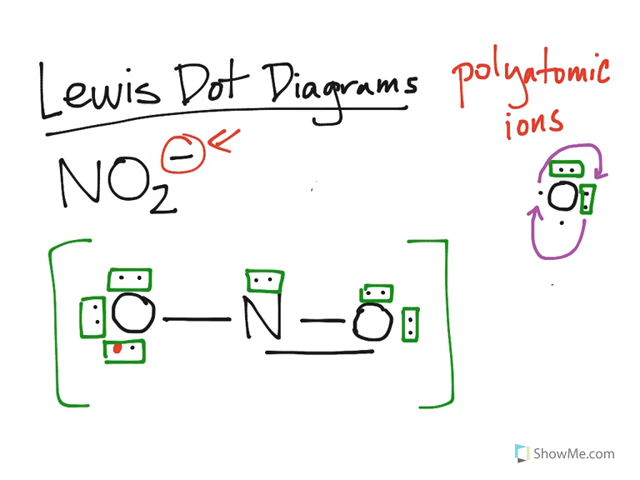 Lewis Dot Diagrams
polyatomic
ions
NO₂⁻
O — N — O
O
ShowMe.com